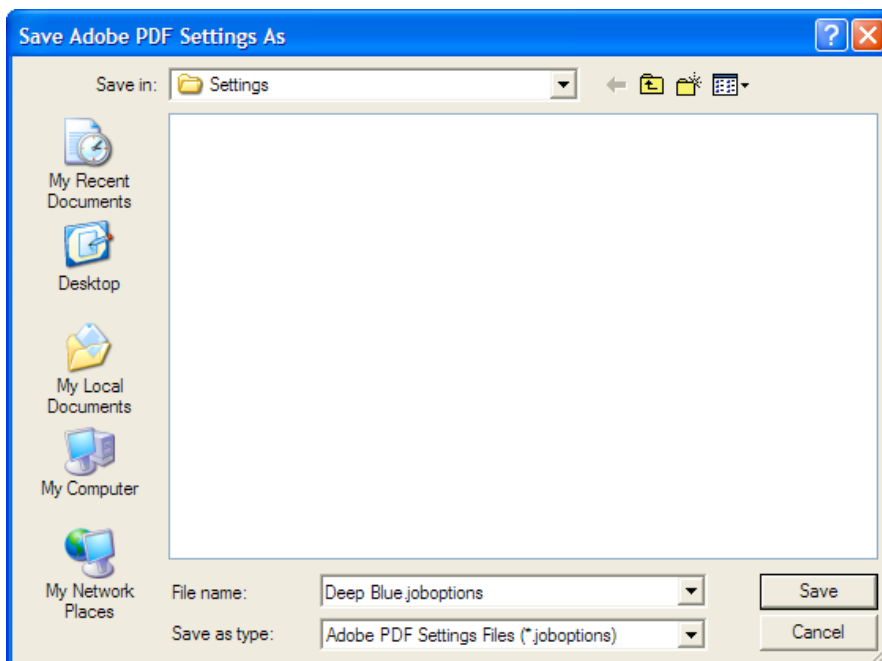 Save Adobe PDF Settings As
Save in:
Settings
My Recent
Documents
Desktop
My Local
Documents
My Computer
My Network
Places
File name:
Deep Blue.joboptions
Save
Save as type:
Adobe PDF Settings Files (*.joboptions)
Cancel